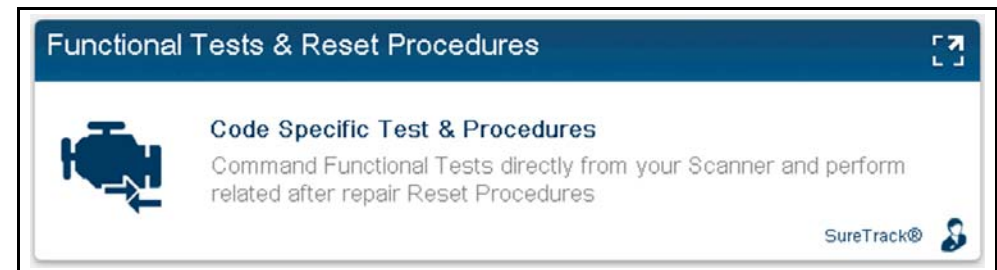 Functional Tests & Reset Procedures
Code Specific Test & Procedures
Command Functional Tests directly from your Scanner and perform
related after repair Reset Procedures
SureTrack®